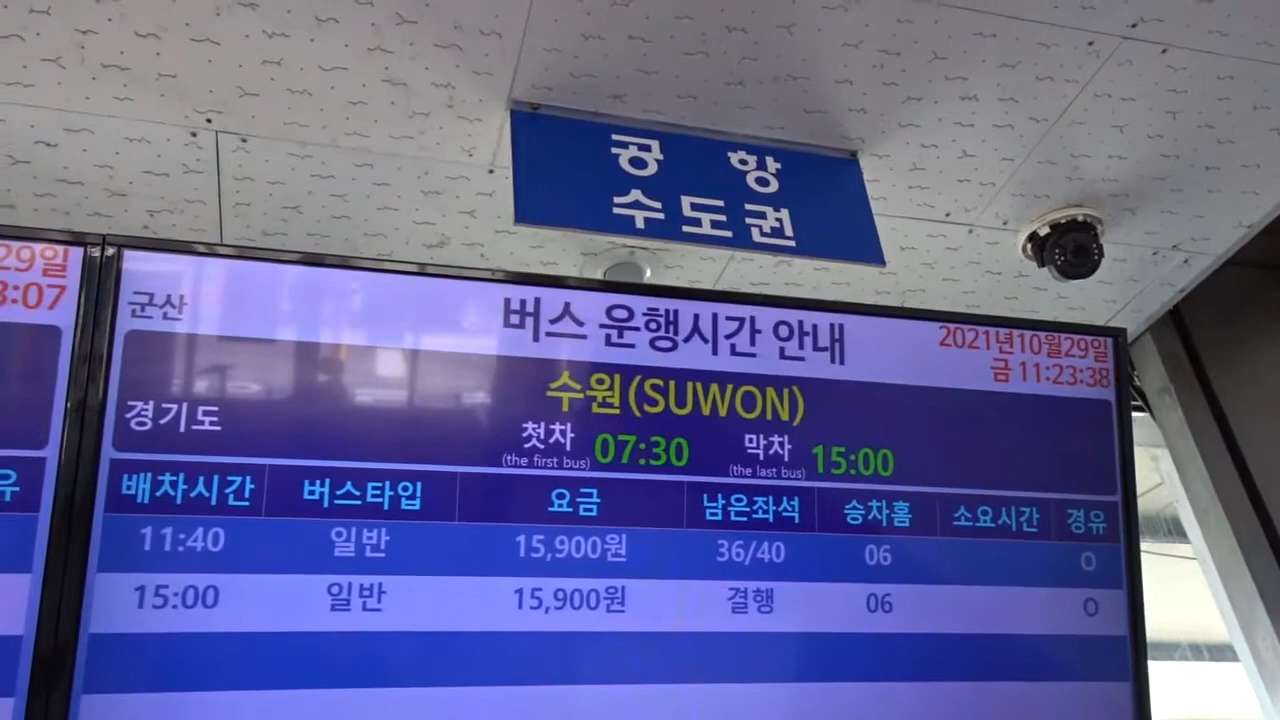 공 항
수도권
29일
3:07
유
군산
버스 운행시간 안내
2021년10월29일
금 11:23:38
수원(SUWON)
경기도
첫차 07:30 막차 15:00
(the first bus) (the last bus)
배차시간 버스타입 요금 남은좌석 승차홈 소요시간 경유
11:40 일반 15,900원 36/40 06 O
15:00 일반 15,900원 결행 06 O